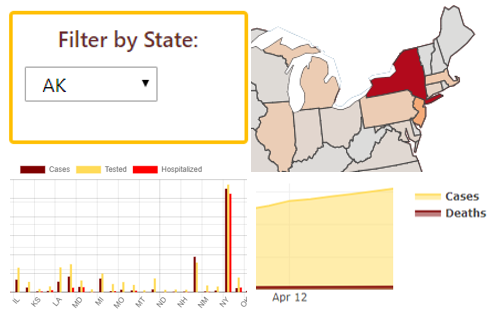 Filter by State:
AK
Cases Tested Hospitalized
IL KS LA MD MI MO MT ND NH NM NY OH
Cases
Deaths
Apr 12